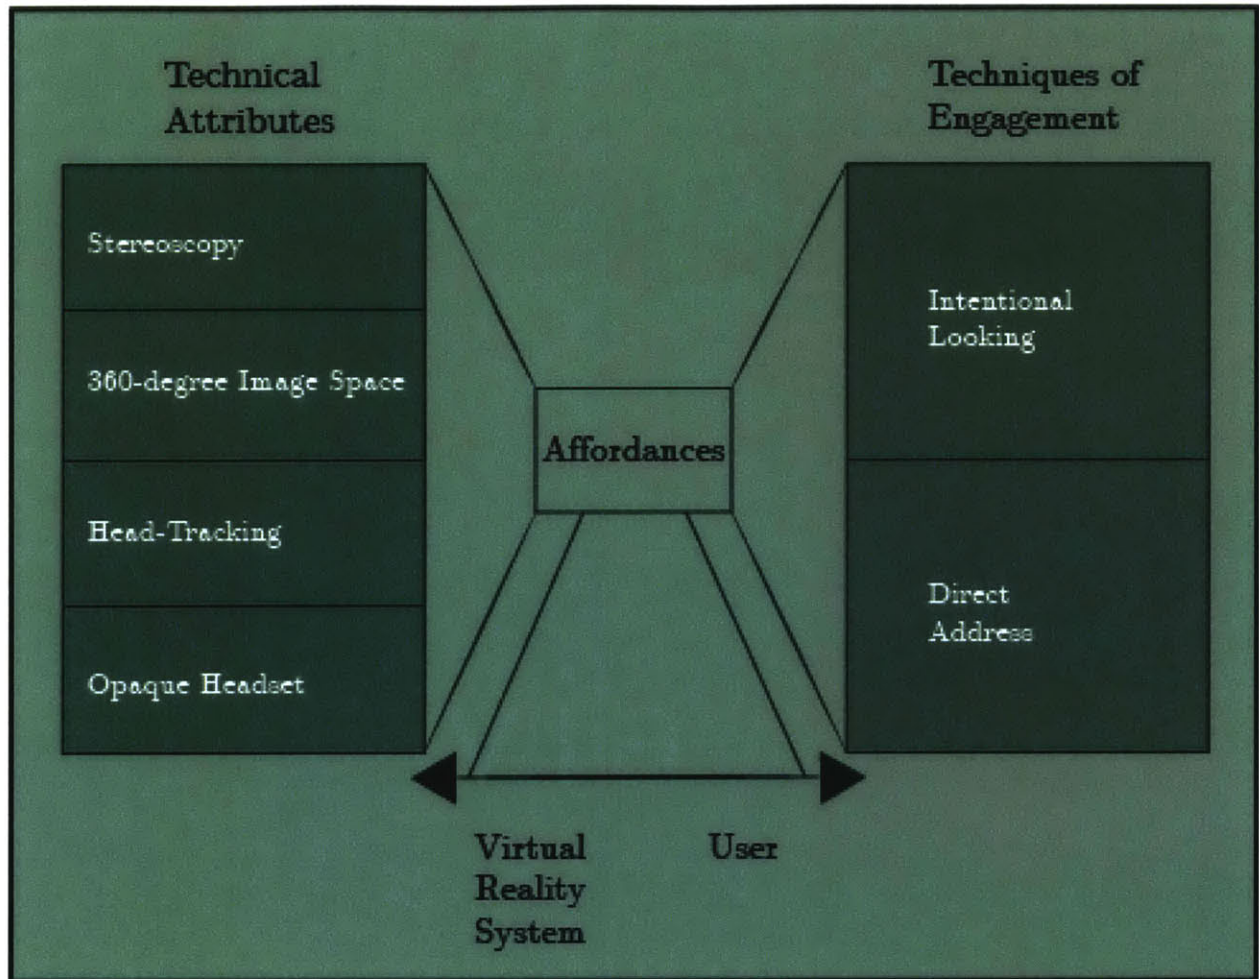 Technical
Attributes
Stereoscopy
360-degree Image Space
Head-Tracking
Opaque Headset
Affordances
Techniques of
Engagement
Intentional
Looking
Direct
Address
Virtual
Reality
System
User